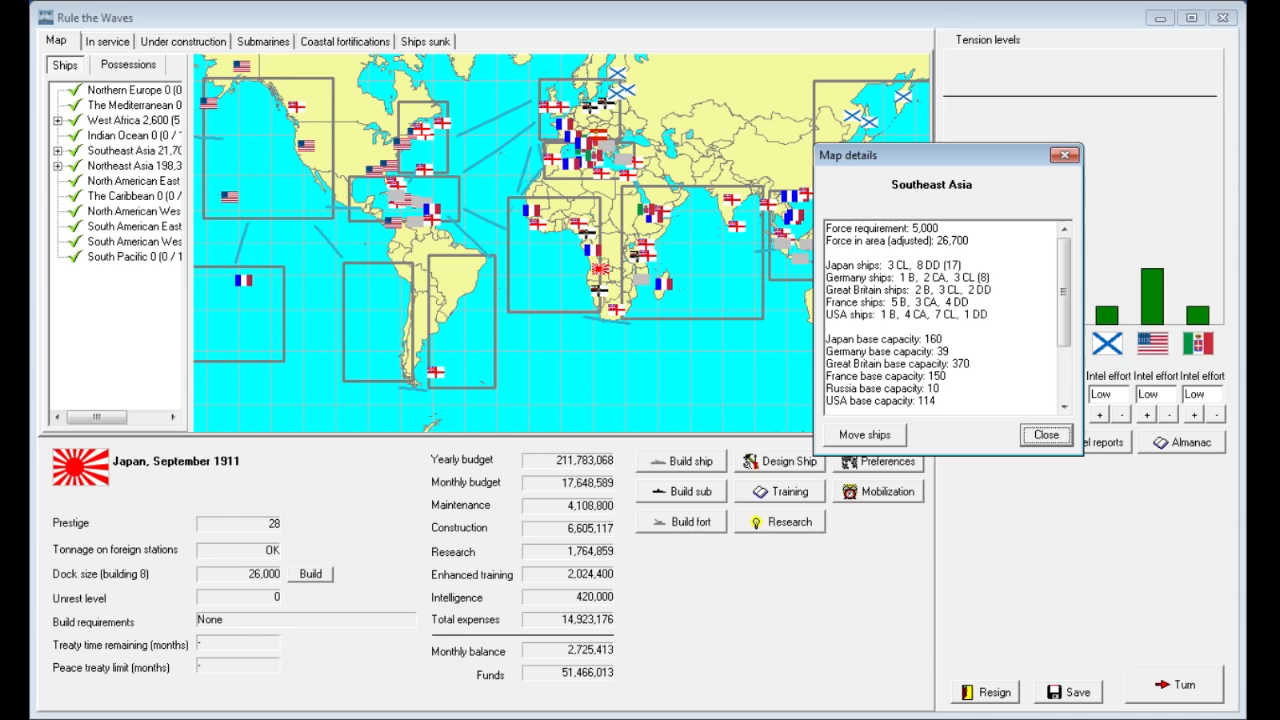 Rule the Waves
Map
In service
Under construction
Submarines
Coastal fortifications
Ships sunk
Ships
Possessions
Northern Europe 0 (0
The Mediterranean 0
West Africa 2,600 (5
Indian Ocean 0 (0 /
Southeast Asia 21,70
Northeast Asia 198,3
North American East
The Caribbean 0 (0 /
North American Wes
South American East
South American Wes
South Pacific 0 (0 / 1
Tension levels
Map details
Southeast Asia
Force requirement: 5,000
Force in area (adjusted): 26,700
Japan ships: 3 CL, 8 DD (17)
Germany ships: 1 B, 2 CA, 3 CL (8)
Great Britain ships: 2 B, 3 CL, 2 DD
France ships: 5 B, 3 CA, 4 DD
USA ships: 1 B, 4 CA, 7 CL, 1 DD
Japan base capacity: 160
Germany base capacity: 39
Great Britain base capacity: 370
France base capacity: 150
Russia base capacity: 10
USA base capacity: 114
Move ships
Close
Intel effort Intel effort Intel effort
Low Low Low
+ - + - + -
el reports
Almanac
Japan, September 1911
Prestige 28
Tonnage on foreign stations OK
Dock size (building 8) 26,000 Build
Unrest level 0
Build requirements None
Treaty time remaining (months) -
Peace treaty limit (months) -
Yearly budget 211,783,068
Monthly budget 17,648,589
Maintenance 4,108,800
Construction 6,605,117
Research 1,764,859
Enhanced training 2,024,400
Intelligence 420,000
Total expenses 14,923,176
Monthly balance 2,725,413
Funds 51,466,013
Build ship
Design Ship
Preferences
Build sub
Training
Mobilization
Build fort
Research
Resign
Save
Turn